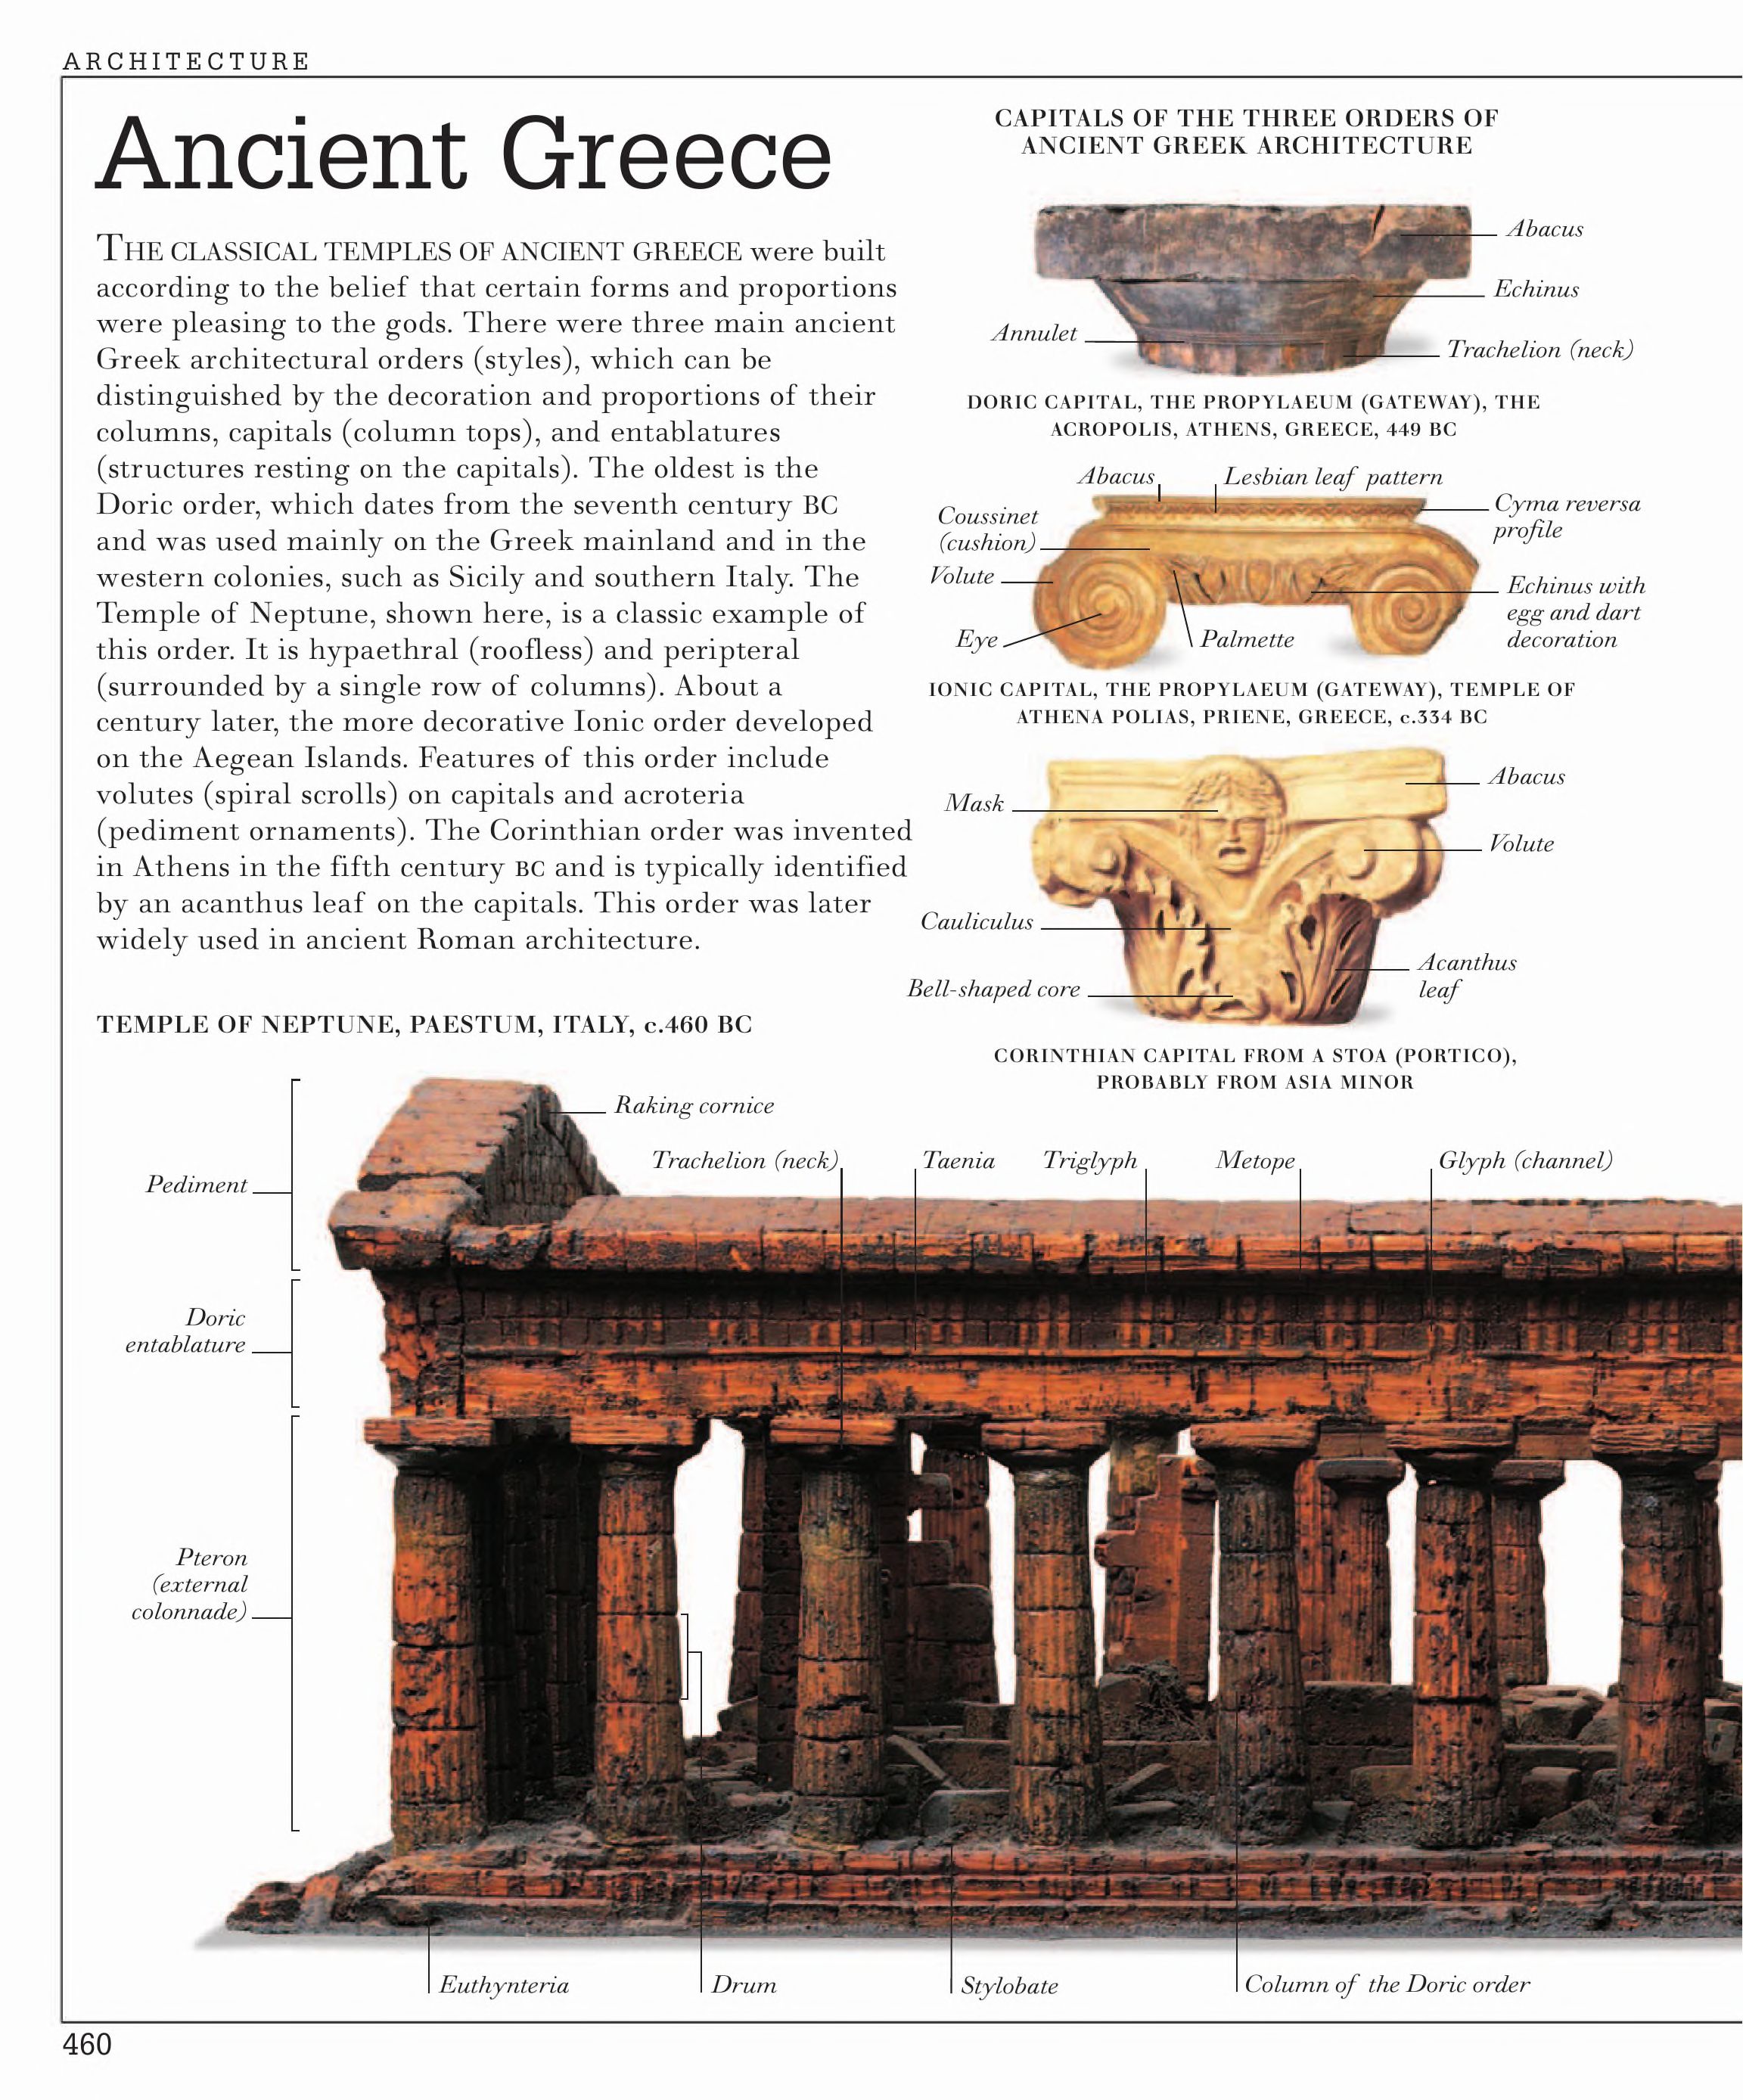 ARCHITECTURE
Ancient Greece
THE CLASSICAL TEMPLES OF ANCIENT GREECE were built
according to the belief that certain forms and proportions
were pleasing to the gods. There were three main ancient
Greek architectural orders (styles), which can be
distinguished by the decoration and proportions of their
columns, capitals (column tops), and entablatures
(structures resting on the capitals). The oldest is the
Doric order, which dates from the seventh century BC
and was used mainly on the Greek mainland and in the
western colonies, such as Sicily and southern Italy. The
Temple of Neptune, shown here, is a classic example of
this order. It is hypaethral (roofless) and peripteral
(surrounded by a single row of columns). About a
century later, the more decorative Ionic order developed
on the Aegean Islands. Features of this order include
volutes (spiral scrolls) on capitals and acroteria
(pediment ornaments). The Corinthian order was invented
in Athens in the fifth century BC and is typically identified
by an acanthus leaf on the capitals. This order was later
widely used in ancient Roman architecture.
CAPITALS OF THE THREE ORDERS OF
ANCIENT GREEK ARCHITECTURE
Abacus
Echinus
Annulet
Trachelion (neck)
DORIC CAPITAL, THE PROPYLAEUM (GATEWAY), THE
ACROPOLIS, ATHENS, GREECE, 449 BC
Abacus
Lesbian leaf pattern
Cyma reversa
profile
Coussinet
(cushion)
Volute
Echinus with
egg and dart
decoration
Eye
Palmette
IONIC CAPITAL, THE PROPYLAEUM (GATEWAY), TEMPLE OF
ATHENA POLIAS, PRIENE, GREECE, c.334 BC
Abacus
Mask
Volute
Cauliculus
Acanthus
leaf
Bell-shaped core
CORINTHIAN CAPITAL FROM A STOA (PORTICO),
PROBABLY FROM ASIA MINOR
TEMPLE OF NEPTUNE, PAESTUM, ITALY, c.460 BC
Raking cornice
Trachelion (neck)
Taenia
Triglyph
Metope
Glyph (channel)
Pediment
Doric
entablature
Pteron
(external
colonnade)
Euthynteria
Drum
Stylobate
Column of the Doric order
460